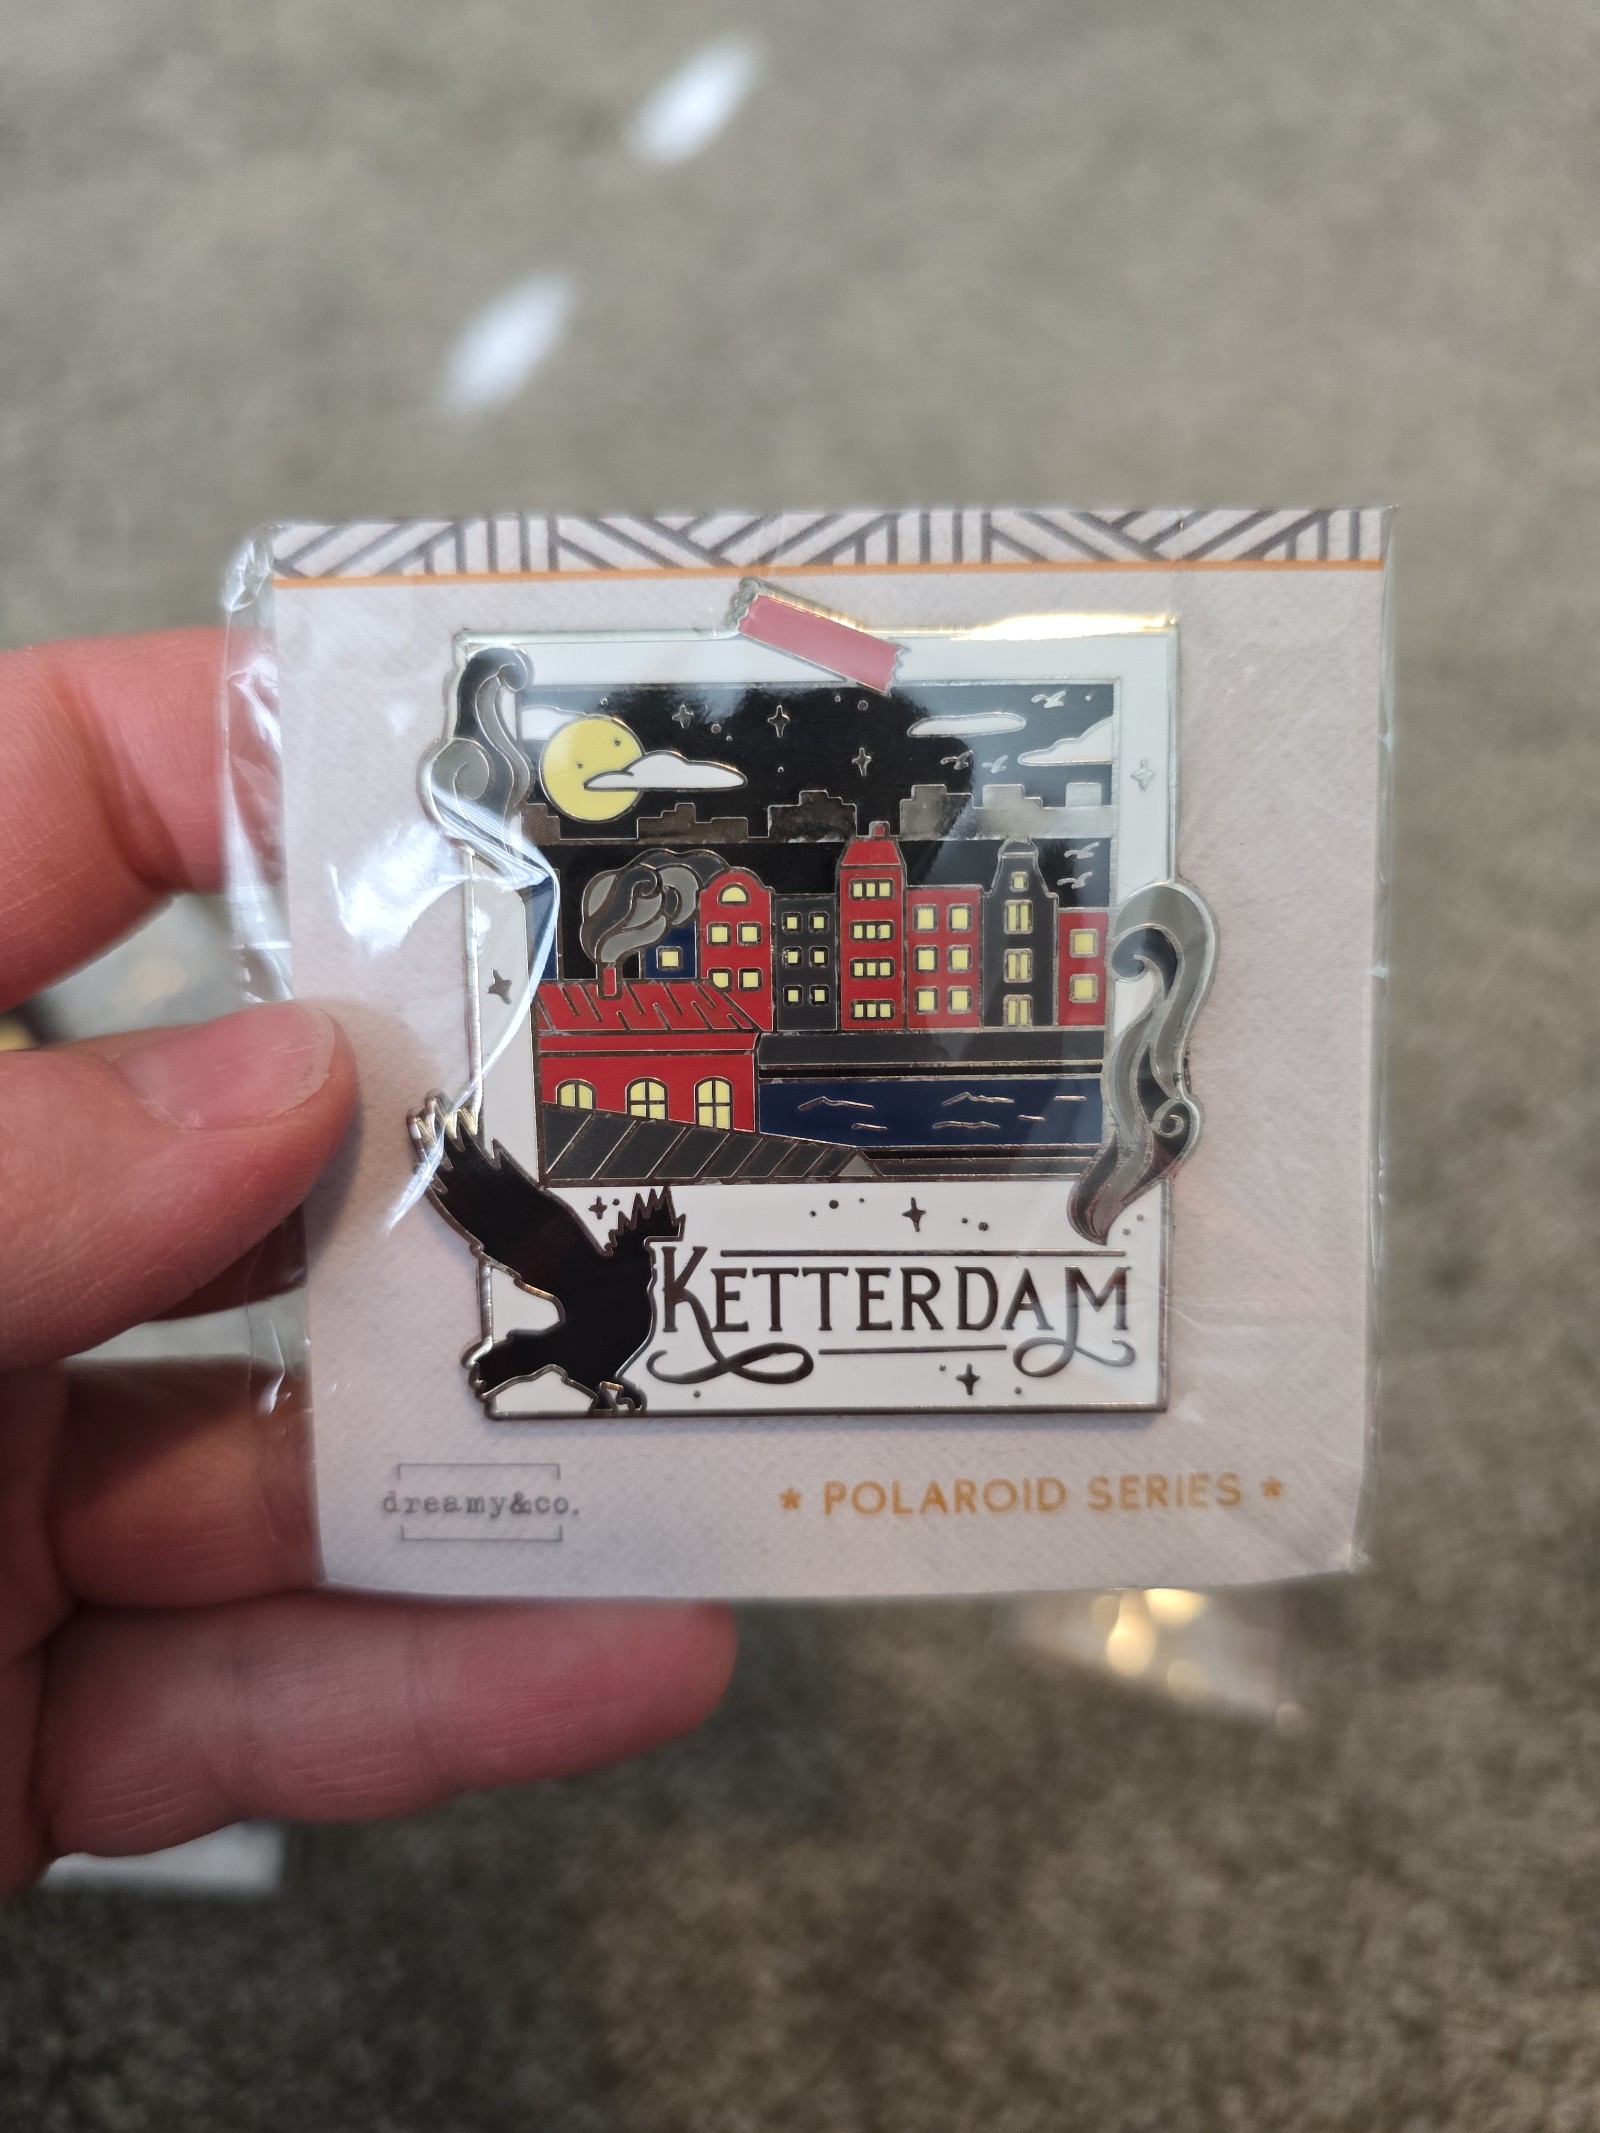 KETTERDAM
dreamy&co.
* POLAROID SERIES *